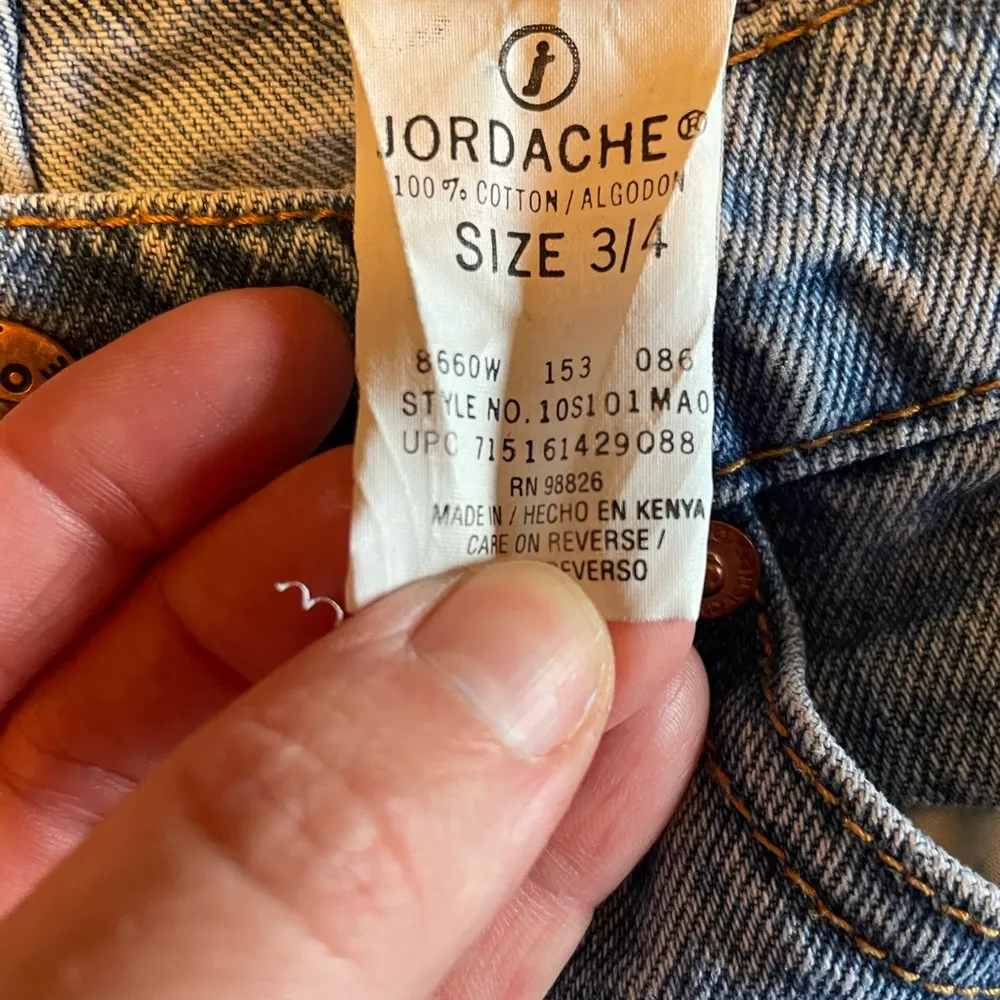 j
JORDACHE®
100% COTTON/ALGODON
SIZE 3/4
8660W 153 086
STYLE NO. 10S101MA0
UPC 715161429088
RN 98826
MADE IN / HECHO EN KENYA
CARE ON REVERSE /
REVERSO